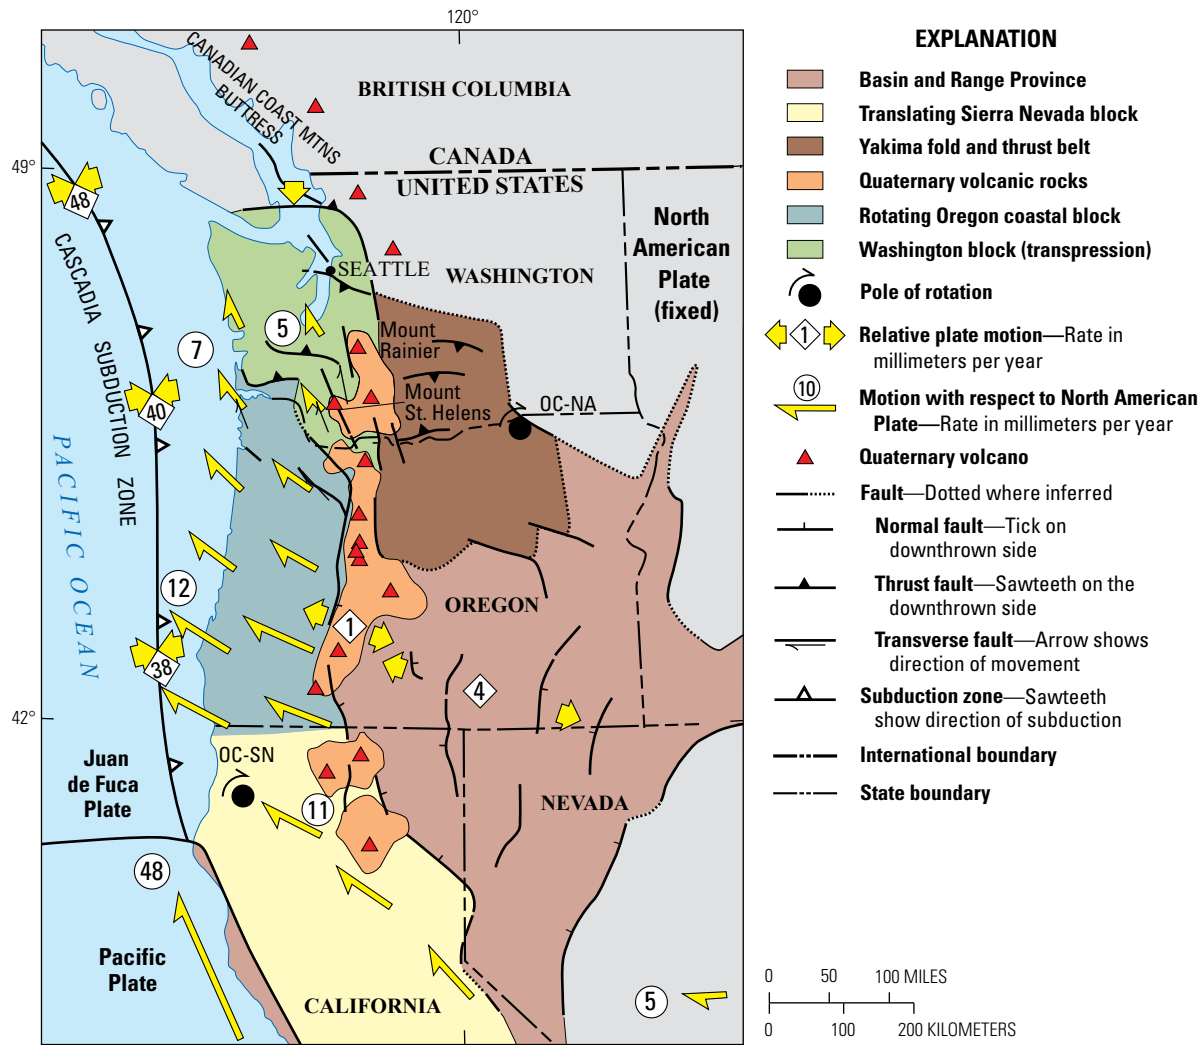 120°
CANADIAN COAST MTNS
BUTTRESS
BRITISH COLUMBIA
49°
CANADA
UNITED STATES
48
CASCADIA SUBDUCTION ZONE
North
American
Plate
(fixed)
SEATTLE
WASHINGTON
5
7
Mount
Rainier
Mount
St. Helens
OC-NA
40
PACIFIC OCEAN
12
OREGON
1
38
4
42°
OC-SN
Juan
de Fuca
Plate
11
NEVADA
48
Pacific
Plate
CALIFORNIA
5
EXPLANATION
Basin and Range Province
Translating Sierra Nevada block
Yakima fold and thrust belt
Quaternary volcanic rocks
Rotating Oregon coastal block
Washington block (transpression)
Pole of rotation
1
Relative plate motion—Rate in
millimeters per year
10
Motion with respect to North American
Plate—Rate in millimeters per year
Quaternary volcano
Fault—Dotted where inferred
Normal fault—Tick on
downthrown side
Thrust fault—Sawteeth on the
downthrown side
Transverse fault—Arrow shows
direction of movement
Subduction zone—Sawteeth
show direction of subduction
International boundary
State boundary
0 50 100 MILES
0 100 200 KILOMETERS